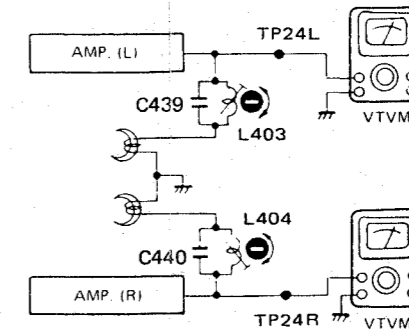 TP24L
AMP. (L)
C439
L403
VTVM
L404
C440
AMP. (R)
TP24R
VTVM